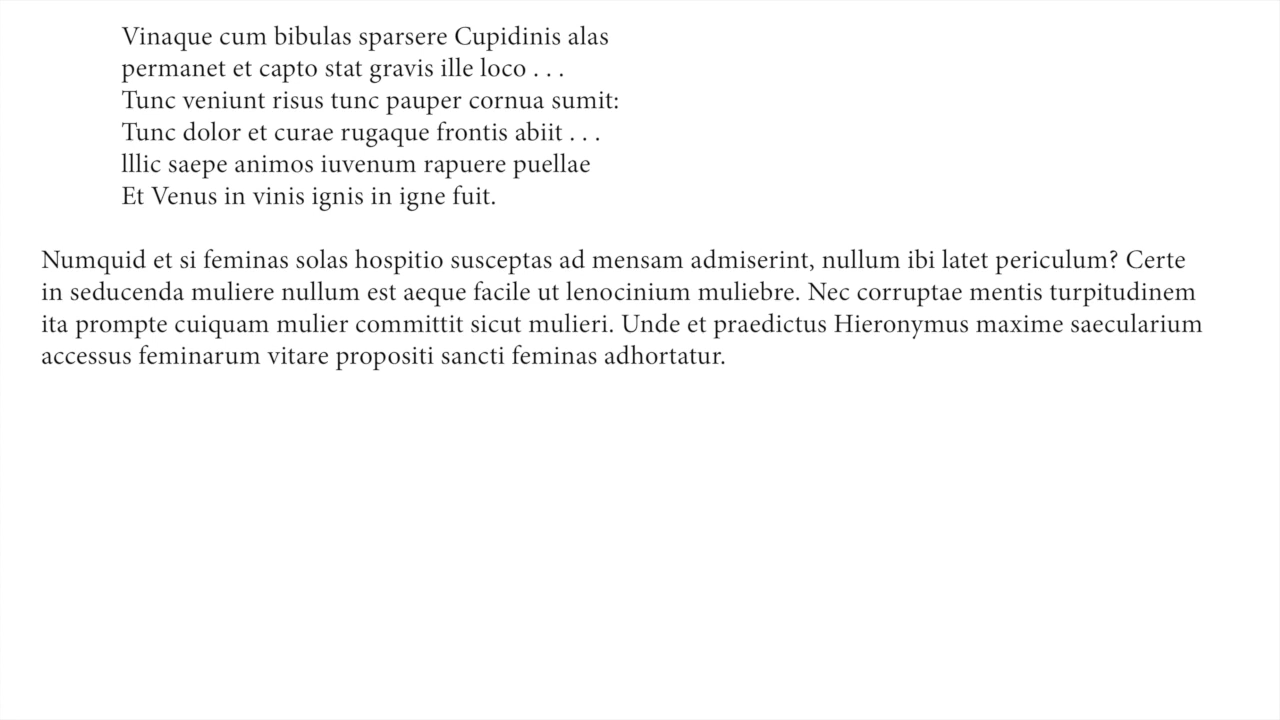 Vinaque cum bibulas sparsere Cupidinis alas
permanet et capto stat gravis ille loco . . .
Tunc veniunt risus tunc pauper cornua sumit:
Tunc dolor et curae rugaque frontis abiit . . .
lllic saepe animos iuvenum rapuere puellae
Et Venus in vinis ignis in igne fuit.
Numquid et si feminas solas hospitio susceptas ad mensam admiserint, nullum ibi latet periculum? Certe
in seducenda muliere nullum est aeque facile ut lenocinium muliebre. Nec corruptae mentis turpitudinem
ita prompte cuiquam mulier committit sicut mulieri. Unde et praedictus Hieronymus maxime saecularium
accessus feminarum vitare propositi sancti feminas adhortatur.